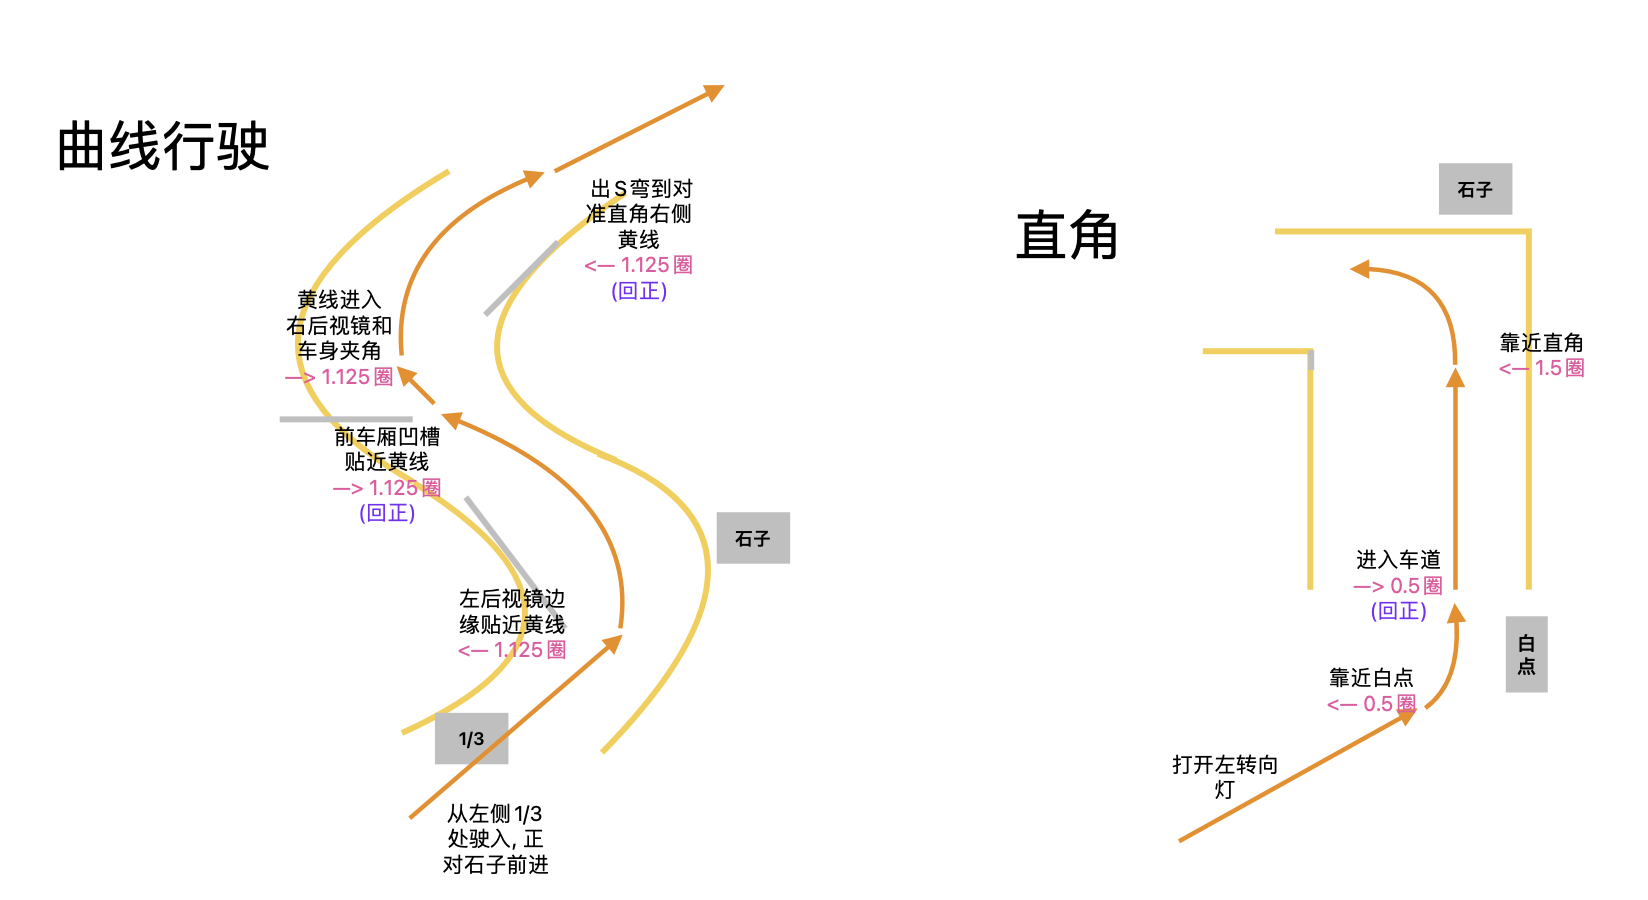 曲线行驶
出S弯到对
准直角右侧
黄线
<— 1.125 圈
(回正)
黄线进入
右后视镜和
车身夹角
—> 1.125 圈
前车厢凹槽
贴近黄线
—> 1.125 圈
(回正)
石子
左后视镜边
缘贴近黄线
<— 1.125 圈
1/3
从左侧 1/3
处驶入, 正
对石子前进
直角
石子
靠近直角
<— 1.5 圈
进入车道
—> 0.5 圈
(回正)
白
点
靠近白点
<— 0.5 圈
打开左转向
灯